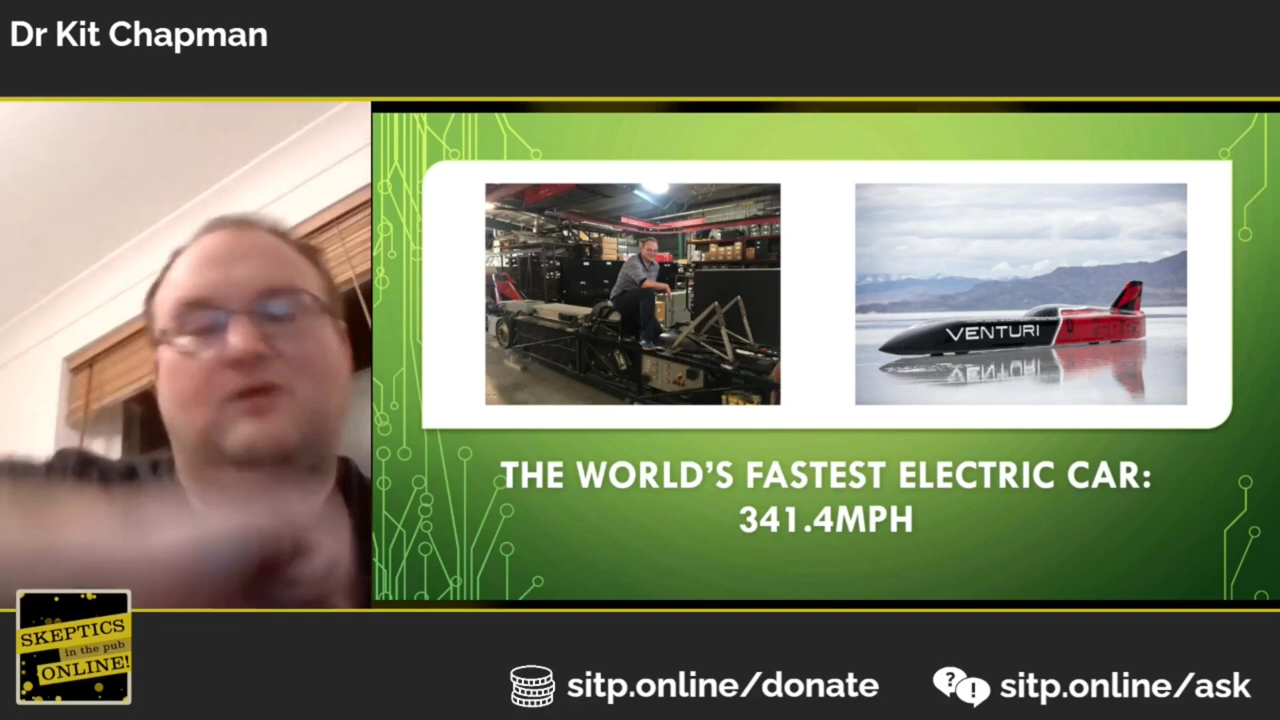 Dr Kit Chapman
VENTURI
THE WORLD'S FASTEST ELECTRIC CAR:
341.4MPH
SKEPTICS
in the pub
ONLINE!
sitp.online/donate
sitp.online/ask